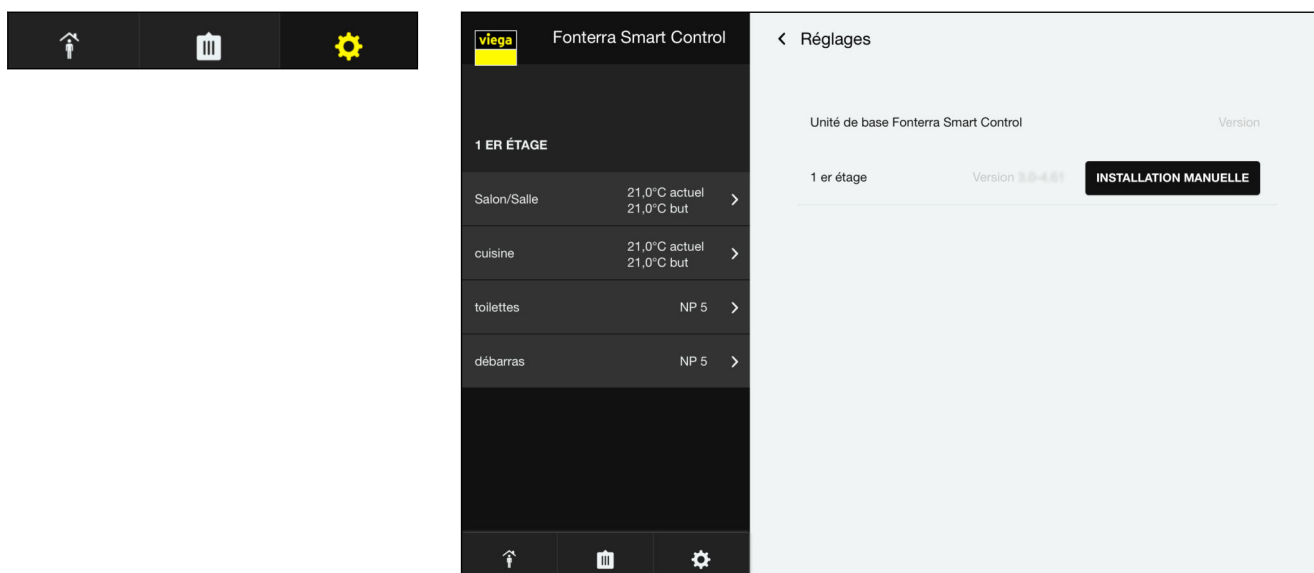 viega
Fonterra Smart Control
1 ER ÉTAGE
Salon/Salle
21,0°C actuel
21,0°C but
cuisine
21,0°C actuel
21,0°C but
toilettes
NP 5
débarras
NP 5
Réglages
Unité de base Fonterra Smart Control
Version
1 er étage
Version
INSTALLATION MANUELLE